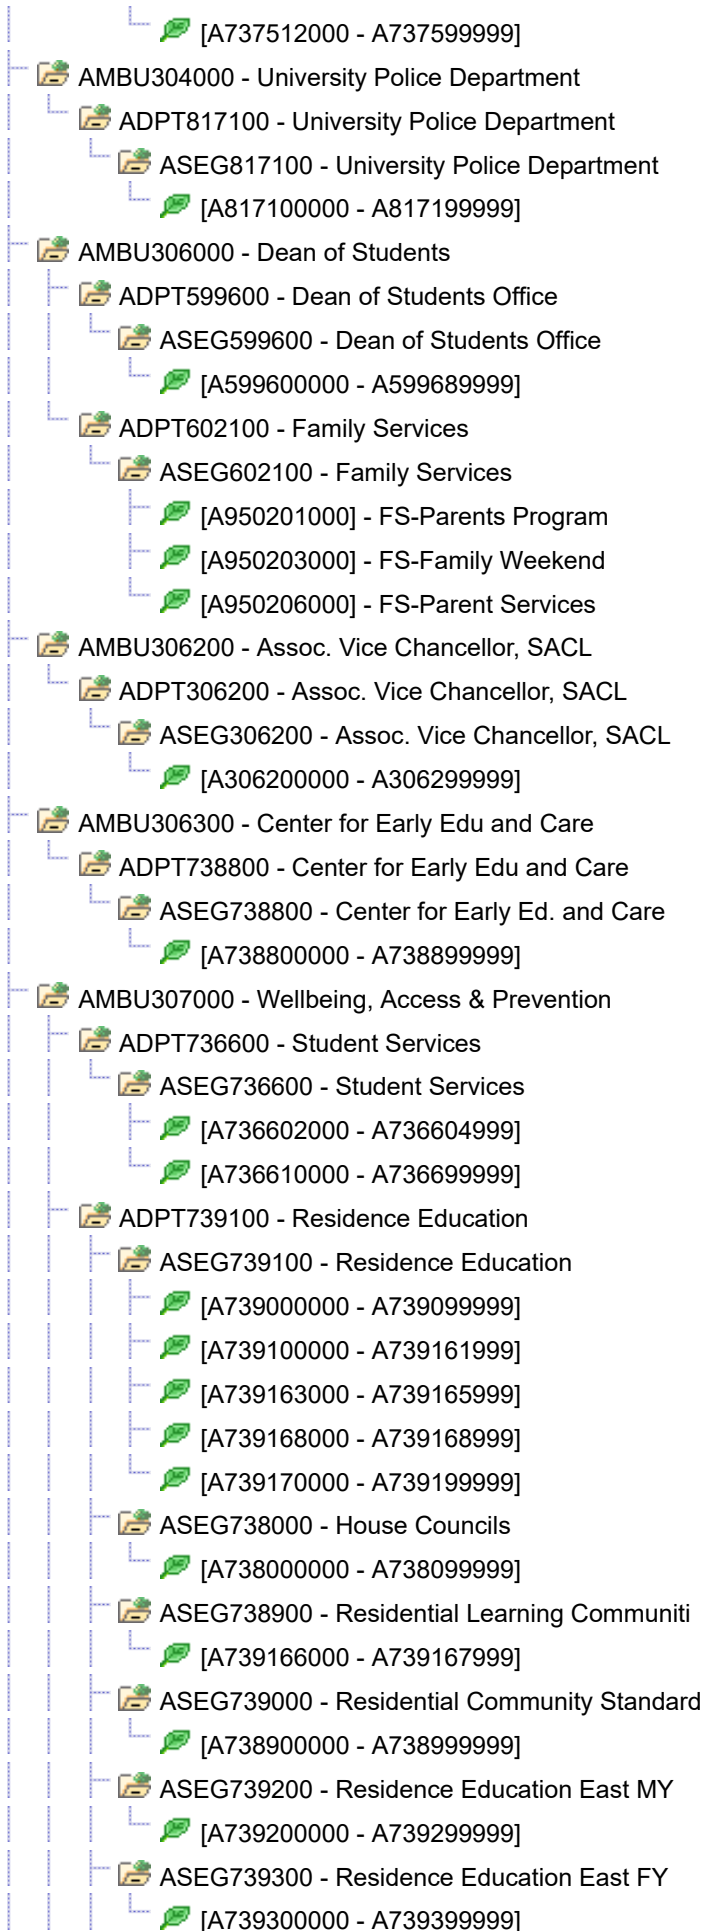 [A737512000 - A737599999]
AMBU304000 - University Police Department
ADPT817100 - University Police Department
ASEG817100 - University Police Department
[A817100000 - A817199999]
AMBU306000 - Dean of Students
ADPT599600 - Dean of Students Office
ASEG599600 - Dean of Students Office
[A599600000 - A599689999]
ADPT602100 - Family Services
ASEG602100 - Family Services
[A950201000] - FS-Parents Program
[A950203000] - FS-Family Weekend
[A950206000] - FS-Parent Services
AMBU306200 - Assoc. Vice Chancellor, SACL
ADPT306200 - Assoc. Vice Chancellor, SACL
ASEG306200 - Assoc. Vice Chancellor, SACL
[A306200000 - A306299999]
AMBU306300 - Center for Early Edu and Care
ADPT738800 - Center for Early Edu and Care
ASEG738800 - Center for Early Ed. and Care
[A738800000 - A738899999]
AMBU307000 - Wellbeing, Access & Prevention
ADPT736600 - Student Services
ASEG736600 - Student Services
[A736602000 - A736604999]
[A736610000 - A736699999]
ADPT739100 - Residence Education
ASEG739100 - Residence Education
[A739000000 - A739099999]
[A739100000 - A739161999]
[A739163000 - A739165999]
[A739168000 - A739168999]
[A739170000 - A739199999]
ASEG738000 - House Councils
[A738000000 - A738099999]
ASEG738900 - Residential Learning Communiti
[A739166000 - A739167999]
ASEG739000 - Residential Community Standard
[A738900000 - A738999999]
ASEG739200 - Residence Education East MY
[A739200000 - A739299999]
ASEG739300 - Residence Education East FY
[A739300000 - A739399999]